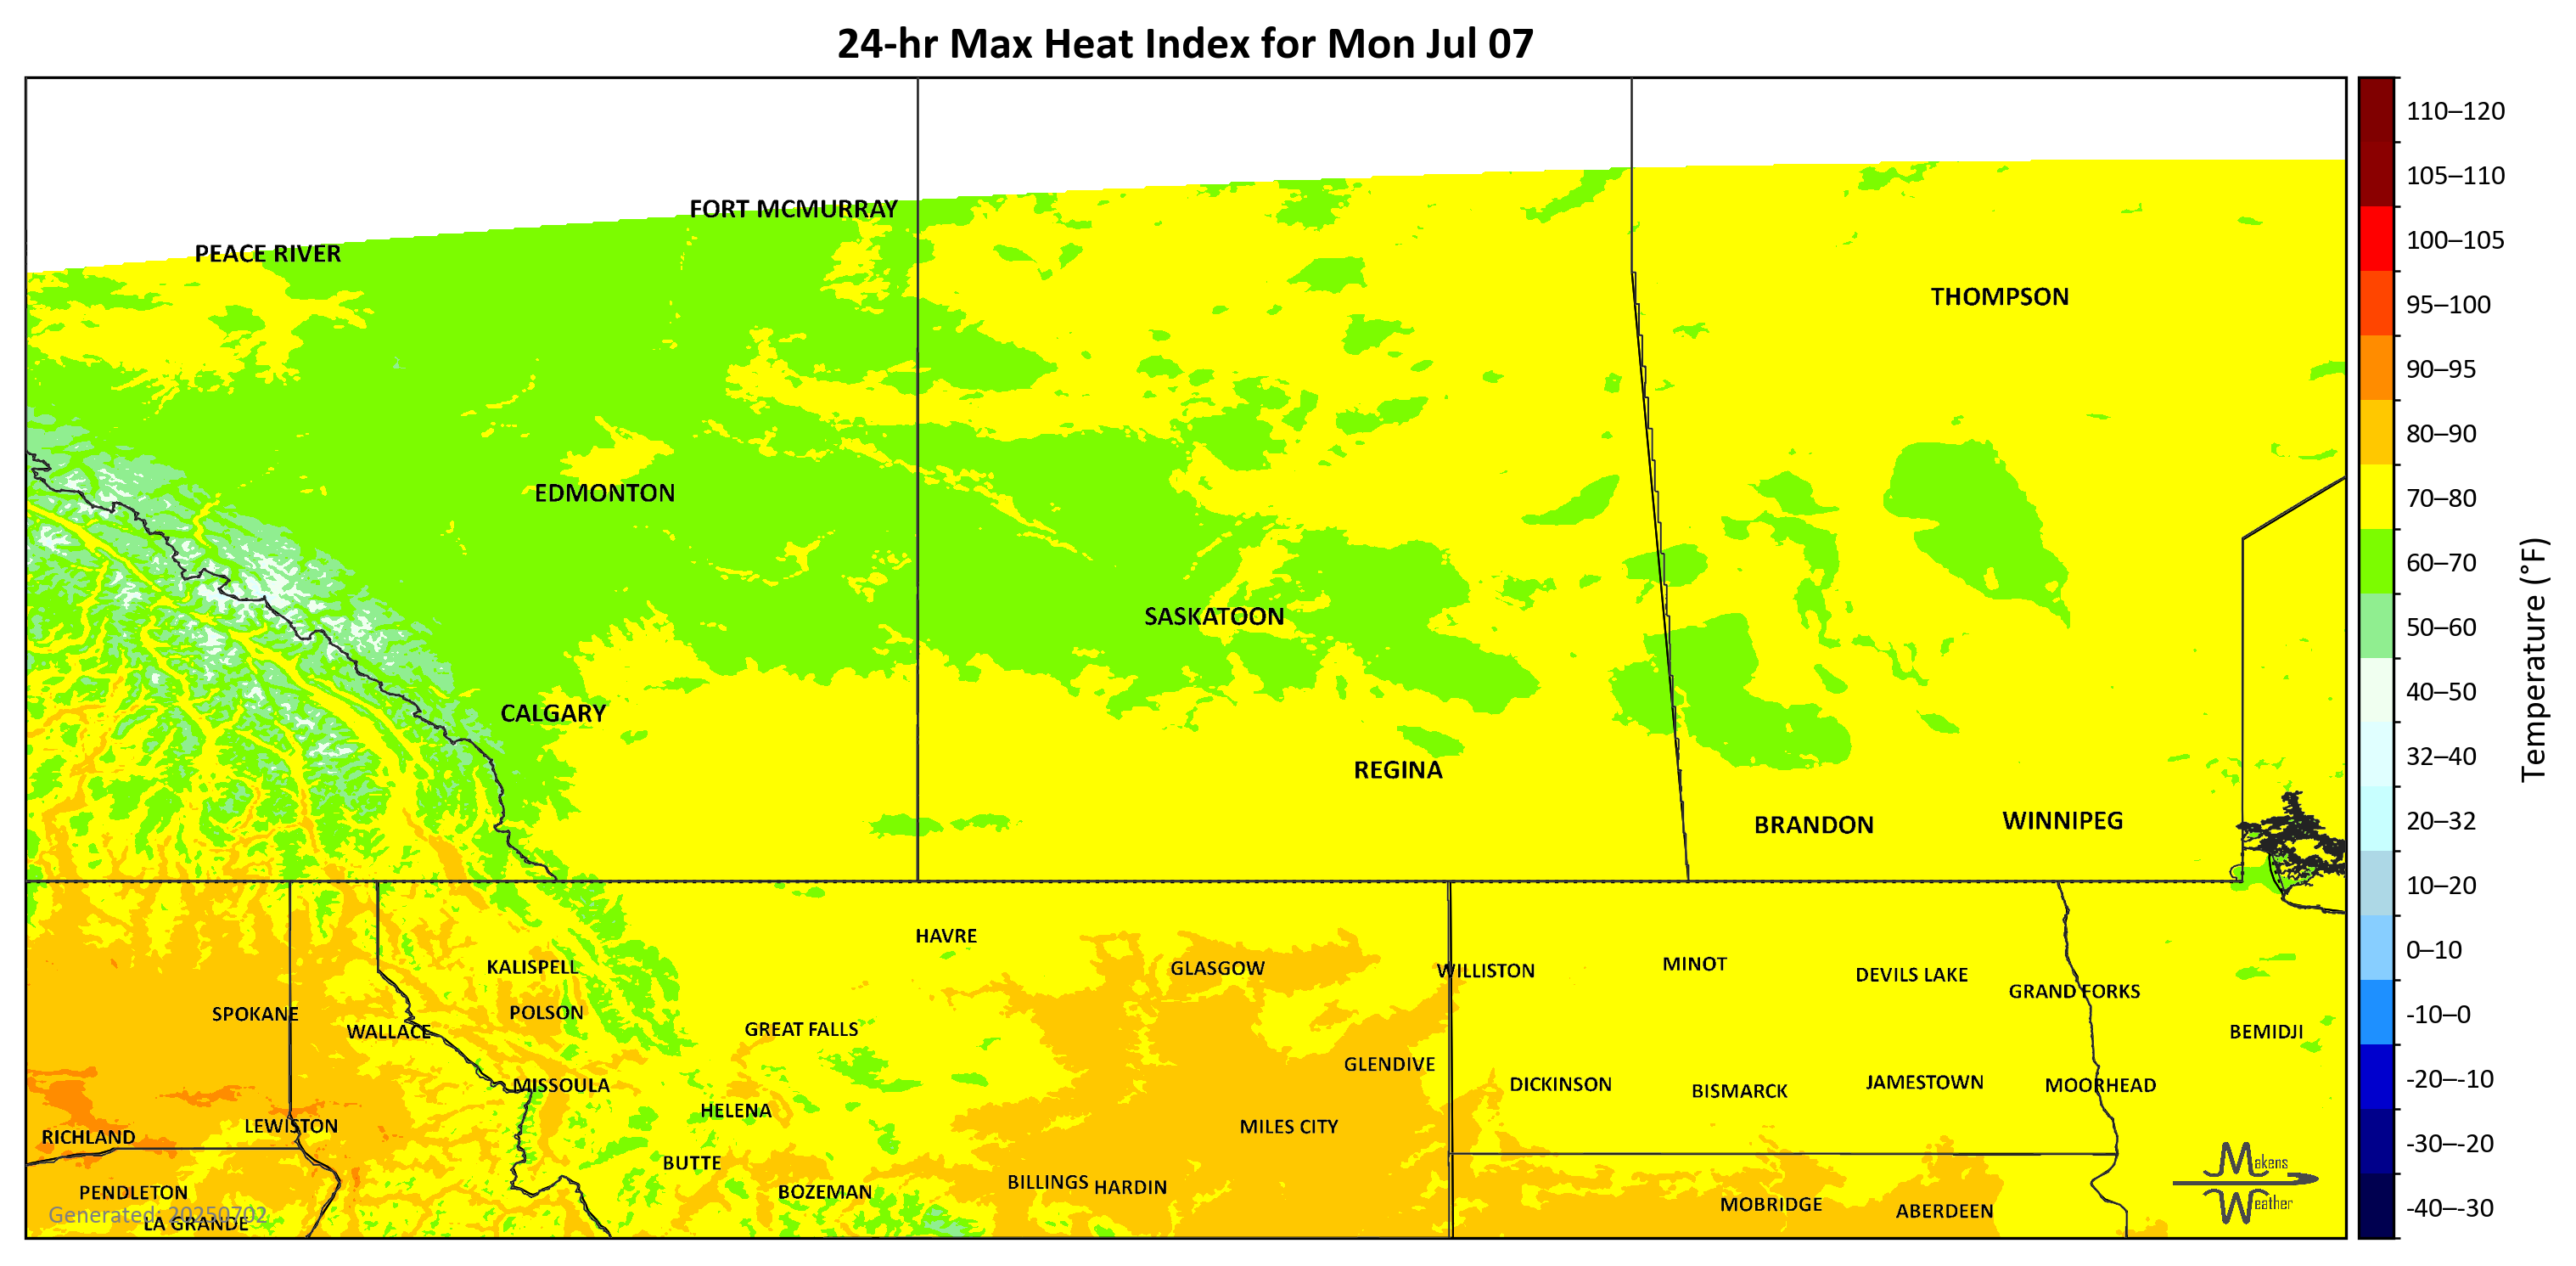 24-hr Max Heat Index for Mon Jul 07
110–120
105–110
FORT MCMURRAY
100–105
PEACE RIVER
THOMPSON
95–100
90–95
80–90
EDMONTON
70–80
60–70
SASKATOON
50–60
Temperature (°F)
40–50
CALGARY
32–40
REGINA
BRANDON
WINNIPEG
20–32
10–20
HAVRE
0–10
KALISPELL
GLASGOW
WILLISTON
MINOT
DEVILS LAKE
GRAND FORKS
SPOKANE
POLSON
-10–0
WALLACE
GREAT FALLS
BEMIDJI
GLENDIVE
MISSOULA
DICKINSON
BISMARCK
JAMESTOWN
MOORHEAD
-20–-10
HELENA
LEWISTON
MILES CITY
RICHLAND
-30–-20
BUTTE
Makens
PENDLETON
BOZEMAN
BILLINGS
HARDIN
MOBRIDGE
ABERDEEN
Weather
-40–-30
Generated: 20250702
LA GRANDE